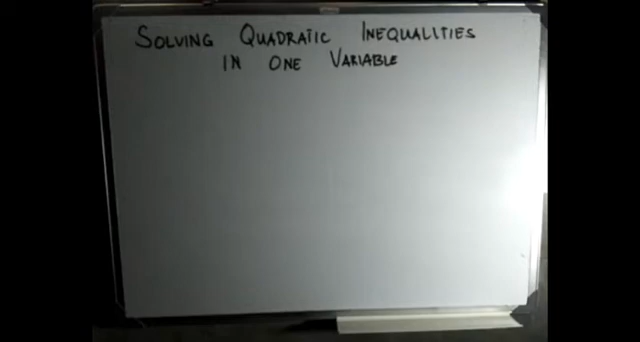 SOLVING QUADRATIC INEQUALITIES
IN ONE VARIABLE